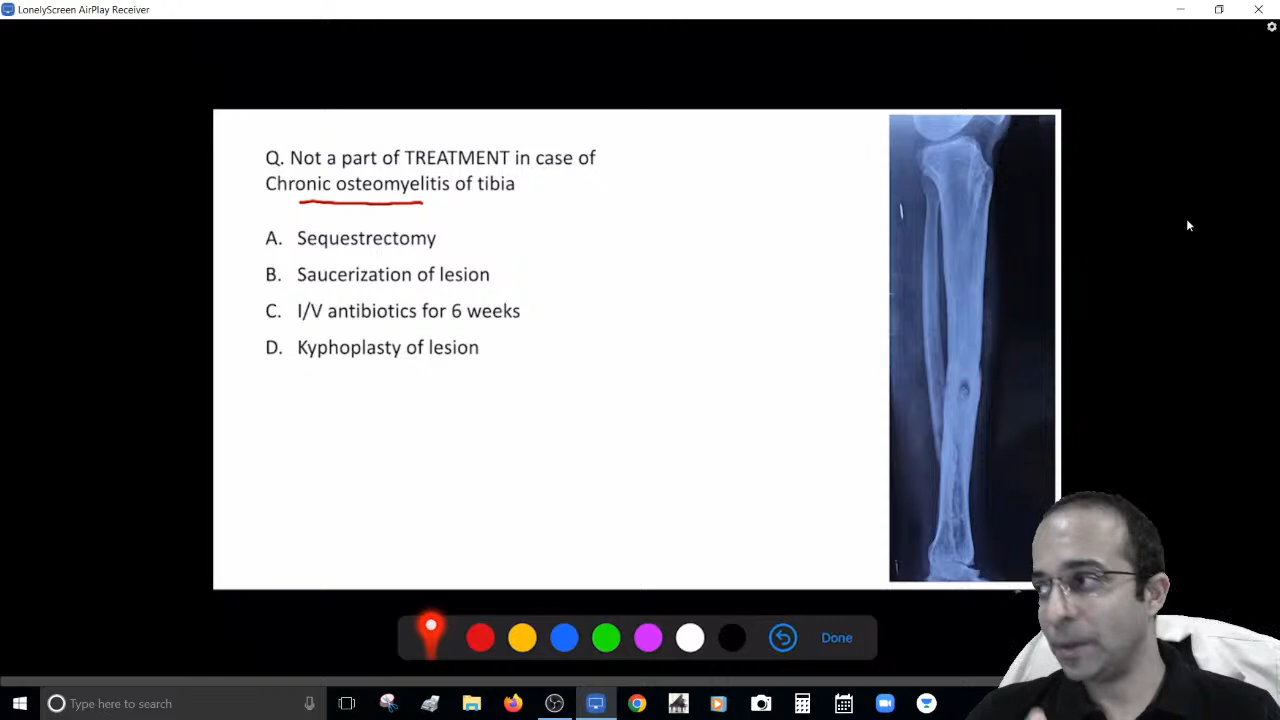 LonelyScreen AirPlay Receiver
Q. Not a part of TREATMENT in case of
Chronic osteomyelitis of tibia
A. Sequestrectomy
B. Saucerization of lesion
C. I/V antibiotics for 6 weeks
D. Kyphoplasty of lesion
Done
Type here to search